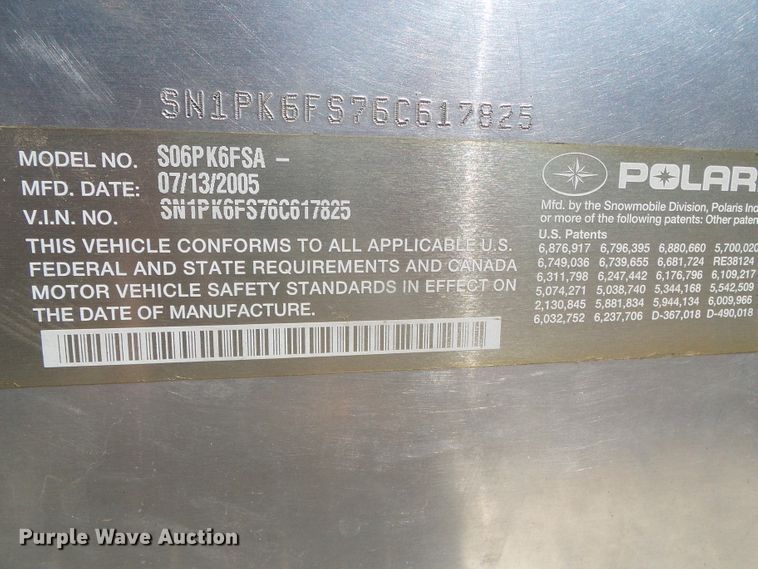 SN1PK6FS76C617825
MODEL NO. S06PK6FSA -
MFD. DATE: 07/13/2005
V.I.N. NO. SN1PK6FS76C617825
THIS VEHICLE CONFORMS TO ALL APPLICABLE U.S.
FEDERAL AND STATE REQUIREMENTS AND CANADA
MOTOR VEHICLE SAFETY STANDARDS IN EFFECT ON
THE DATE OF MANUFACTURE.
POLARIS
Mfd. by the Snowmobile Division, Polaris Ind
or more of the following patents: Other paten
U.S. Patents
6,876,917 6,796,395 6,880,660 5,700,020
6,749,036 6,739,655 6,681,724 RE38124
6,311,798 6,247,442 6,176,796 6,109,217
5,074,271 5,038,740 5,344,168 5,542,509
2,130,845 5,881,834 5,944,134 6,009,966
6,032,752 6,237,706 D-367,018 D-490,018
Purple Wave Auction